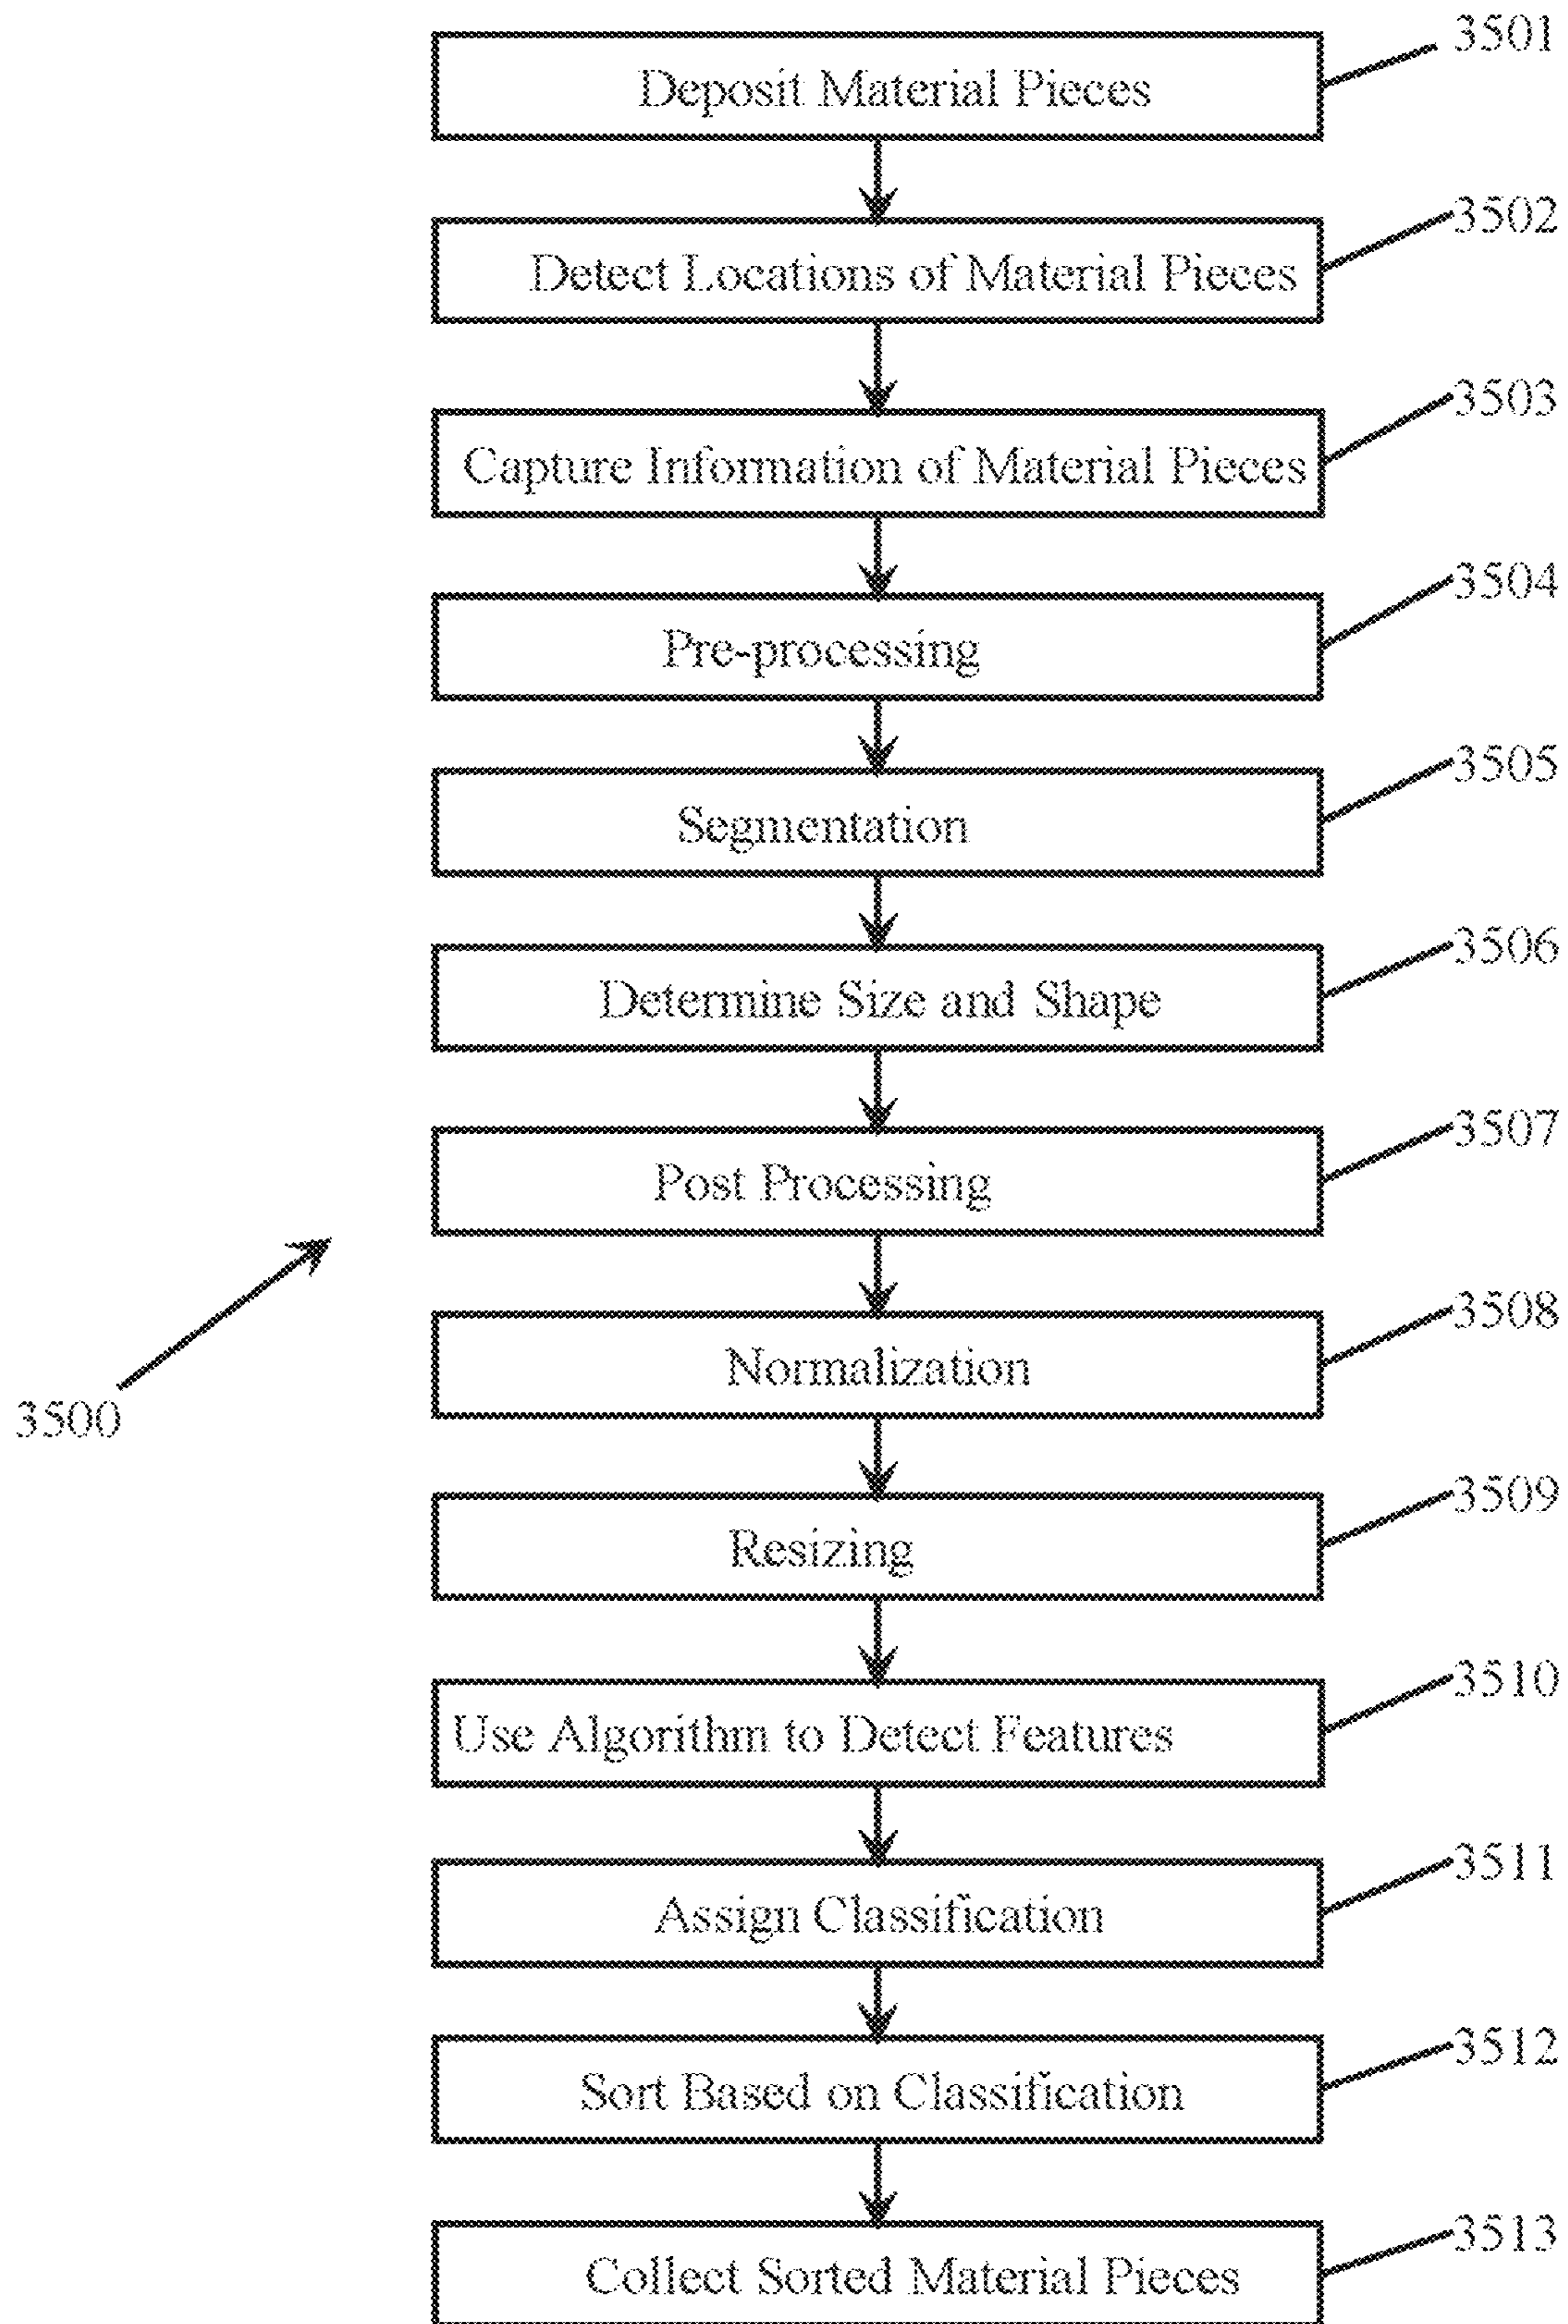 3501
Deposit Material Pieces
3502
Detect Locations of Material Pieces
3503
Capture Information of Material Pieces
3504
Pre-processing
3505
Segmentation
3506
Determine Size and Shape
3507
Post Processing
3508
Normalization
3500
3509
Resizing
3510
Use Algorithm to Detect Features
3511
Assign Classification
3512
Sort Based on Classification
3513
Collect Sorted Material Pieces